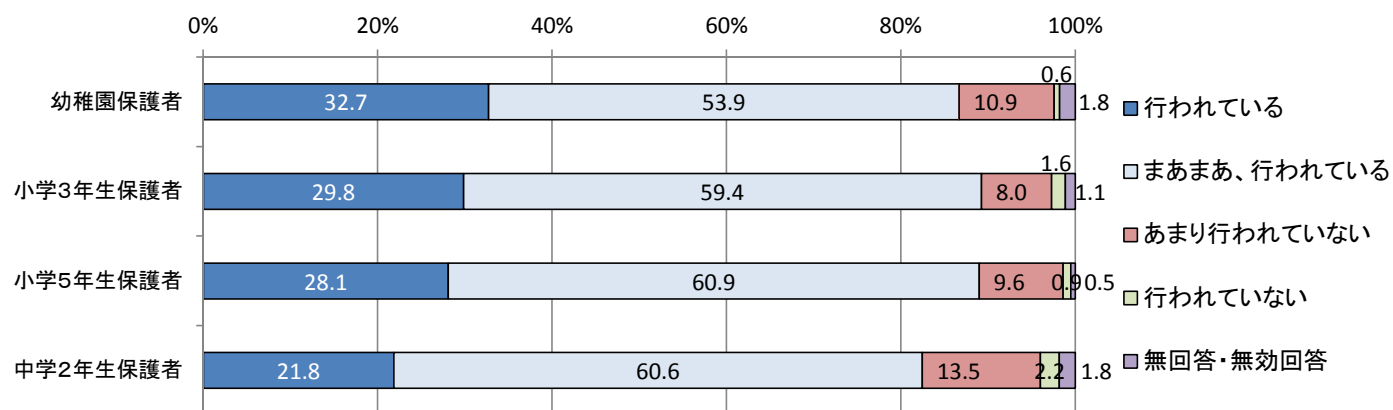 0% 20% 40% 60% 80% 100%
幼稚園保護者 32.7 53.9 10.9 0.6 1.8
小学3年生保護者 29.8 59.4 8.0 1.6 1.1
小学5年生保護者 28.1 60.9 9.6 0.9 0.5
中学2年生保護者 21.8 60.6 13.5 2.2 1.8
行われている
まあまあ、行われている
あまり行われていない
行われていない
無回答・無効回答